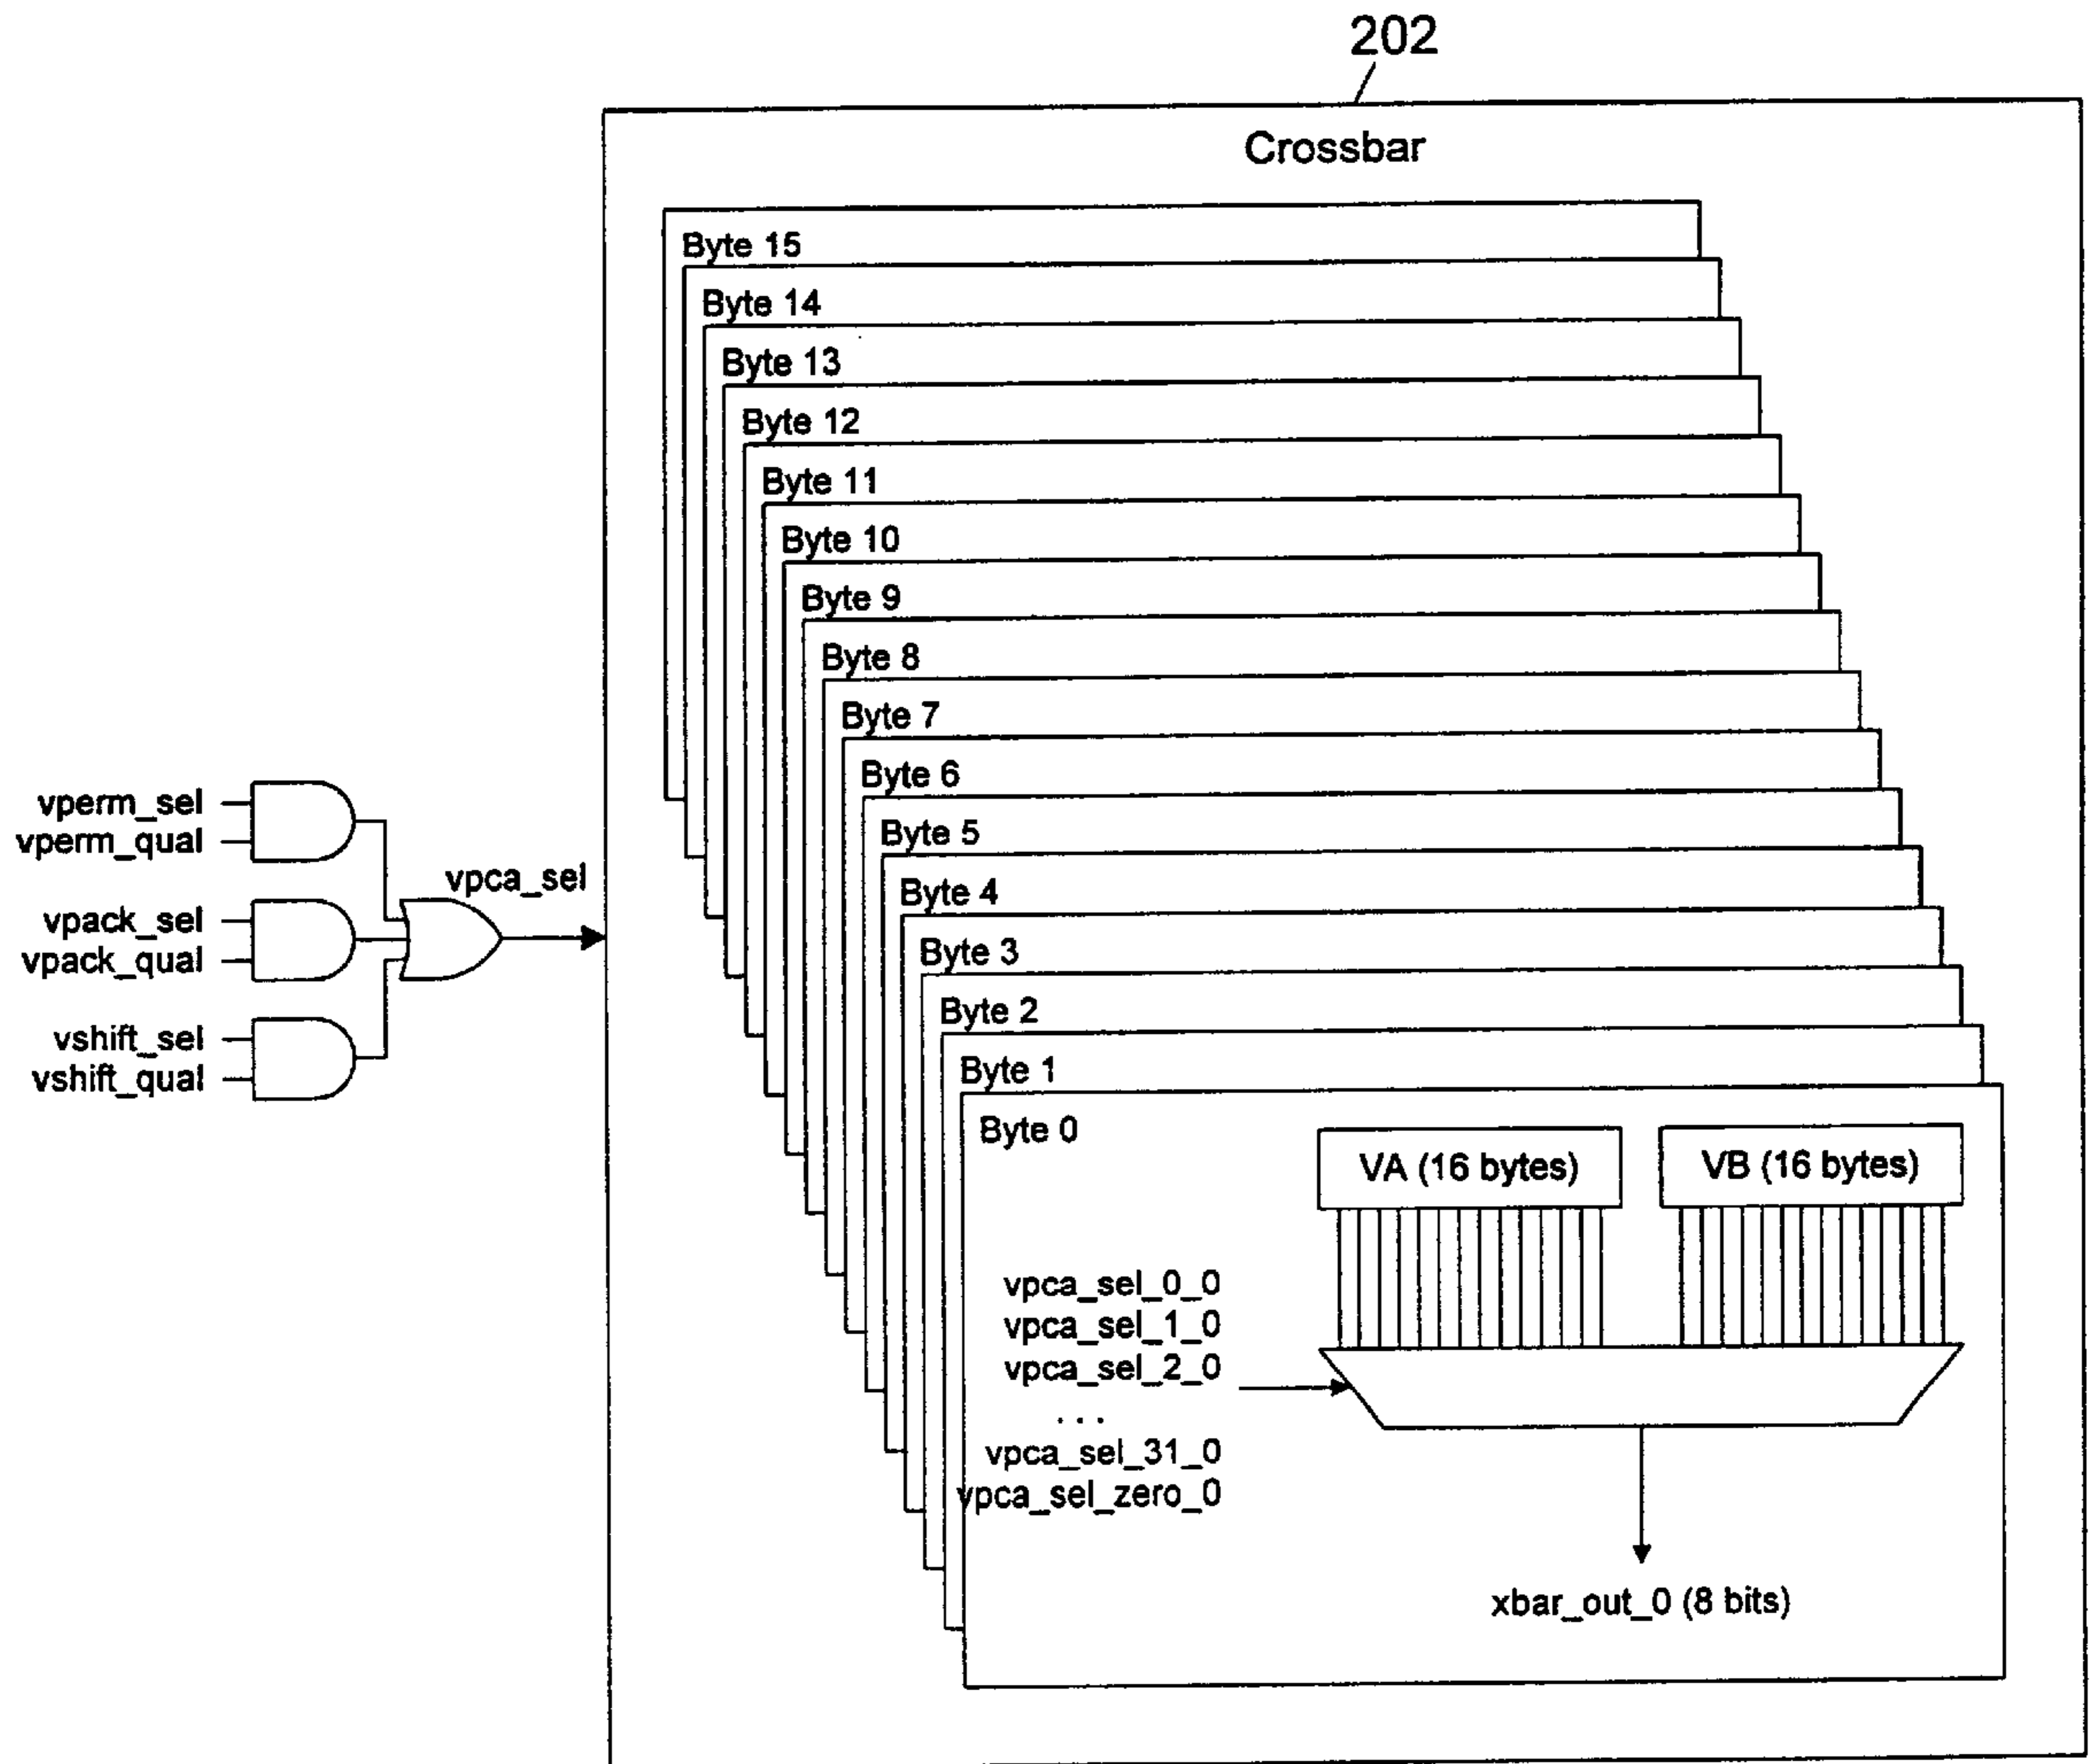 202
Crossbar
Byte 15
Byte 14
Byte 13
Byte 12
Byte 11
Byte 10
Byte 9
Byte 8
Byte 7
Byte 6
Byte 5
Byte 4
Byte 3
Byte 2
Byte 1
Byte 0
vperm_sel
vperm_qual
vpack_sel
vpack_qual
vshift_sel
vshift_qual
vpca_sel
VA (16 bytes)
VB (16 bytes)
vpca_sel_0_0
vpca_sel_1_0
vpca_sel_2_0
...
vpca_sel_31_0
vpca_sel_zero_0
xbar_out_0 (8 bits)